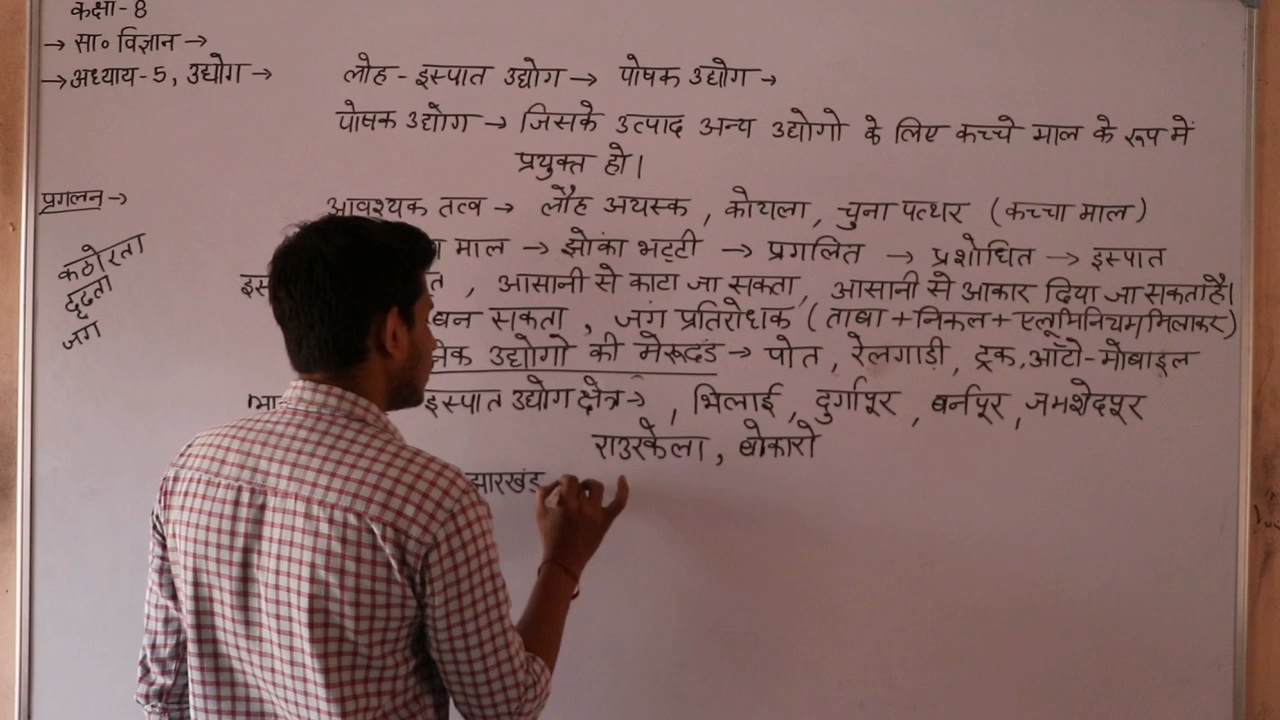 कक्षा - 8
→ सा० विज्ञान →
→ अध्याय - 5, उद्योग → लोह - इस्पात उद्योग → पोषक उद्योग →
पोषक उद्योग → जिसके उत्पाद अन्य उद्योगो के लिए कच्चे माल के रूप में
प्रयुक्त हो।
प्रगलन →
आवश्यक तत्व → लौह अयस्क , कोयला, चुना पत्थर (कच्चा माल)
माल → झोंका भट्टी → प्रगलित → प्रशोधित → इस्पात
कठोरता
दृढ़ता
जंग
, आसानी से काटा जा सकता, आसानी से आकार दिया जा सकता है।
बन सकता , जंग प्रतिरोधक (ताबा + निकल + एलूमिनियम मिलाकर)
उद्योगो की मेरूदंड → पोत, रेलगाड़ी, ट्रक, ऑटो-मोबाइल
इस्पात उद्योग क्षेत्र → , भिलाई, दुर्गापूर, बर्नपूर, जमशेदपूर
राउरकेला, बोकारो
झारखंड